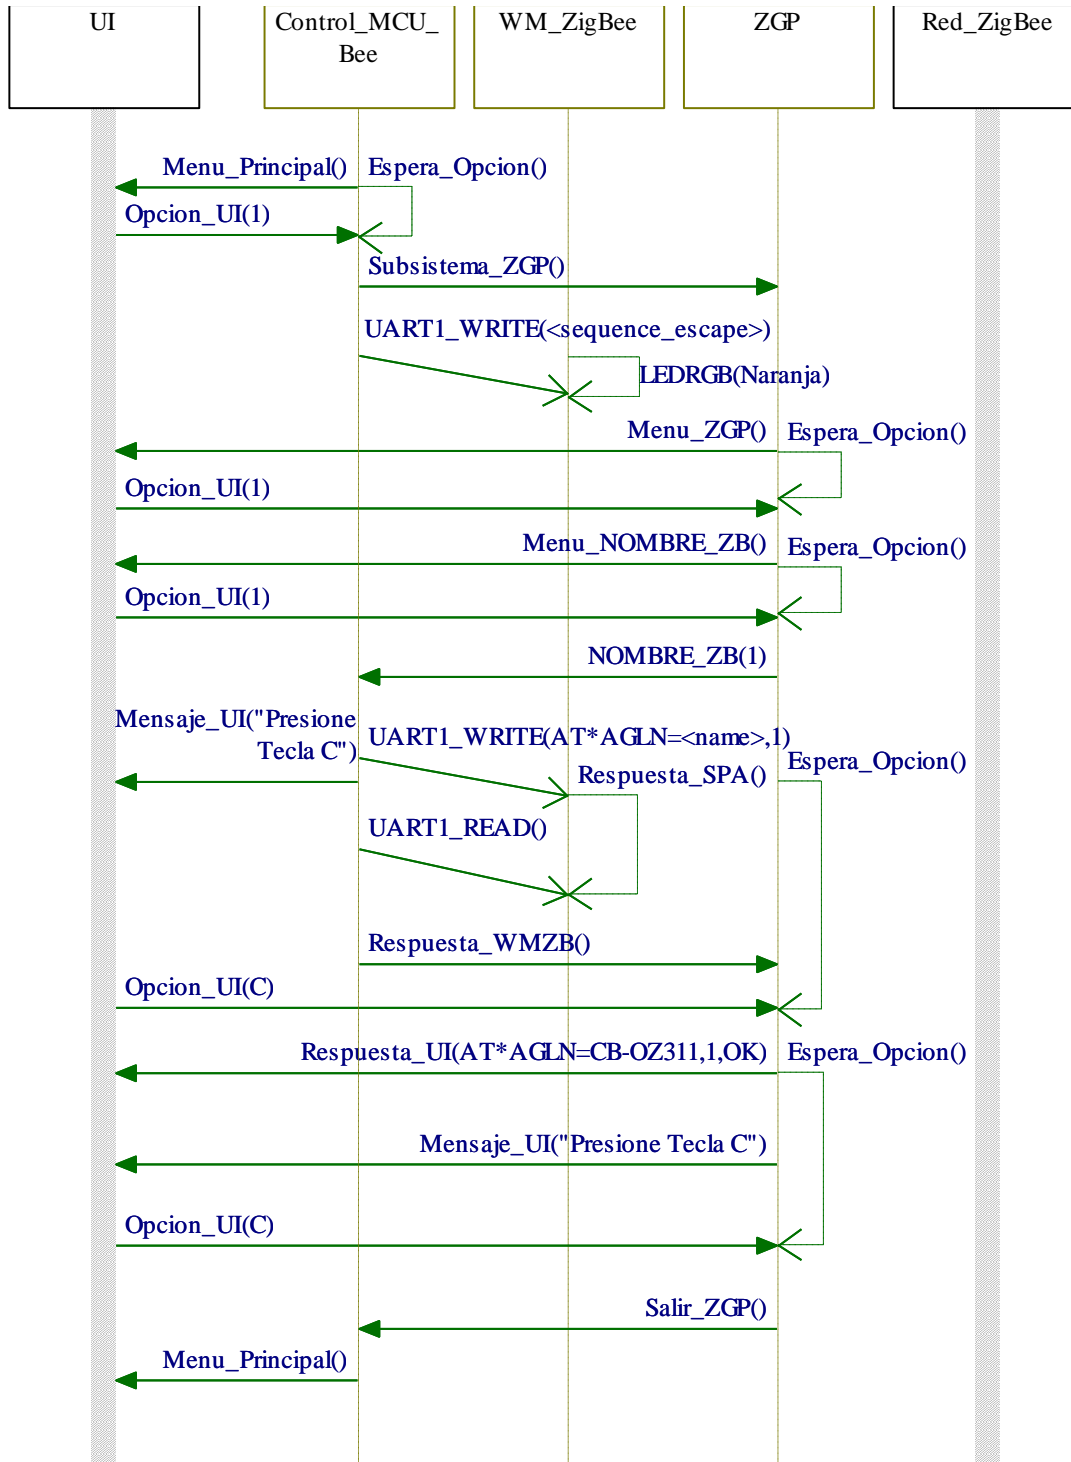 UI
Control_MCU_
Bee
WM_ZigBee
ZGP
Red_ZigBee
Menu_Principal()
Espera_Opcion()
Opcion_UI(1)
Subsistema_ZGP()
UART1_WRITE(<sequence_escape>)
LEDRGB(Naranja)
Menu_ZGP()
Espera_Opcion()
Opcion_UI(1)
Menu_NOMBRE_ZB()
Espera_Opcion()
Opcion_UI(1)
NOMBRE_ZB(1)
Mensaje_UI("Presione
Tecla C")
UART1_WRITE(AT*AGLN=<name>,1)
Espera_Opcion()
Respuesta_SPA()
UART1_READ()
Respuesta_WMZB()
Opcion_UI(C)
Respuesta_UI(AT*AGLN=CB-OZ311,1,OK)
Espera_Opcion()
Mensaje_UI("Presione Tecla C")
Opcion_UI(C)
Salir_ZGP()
Menu_Principal()